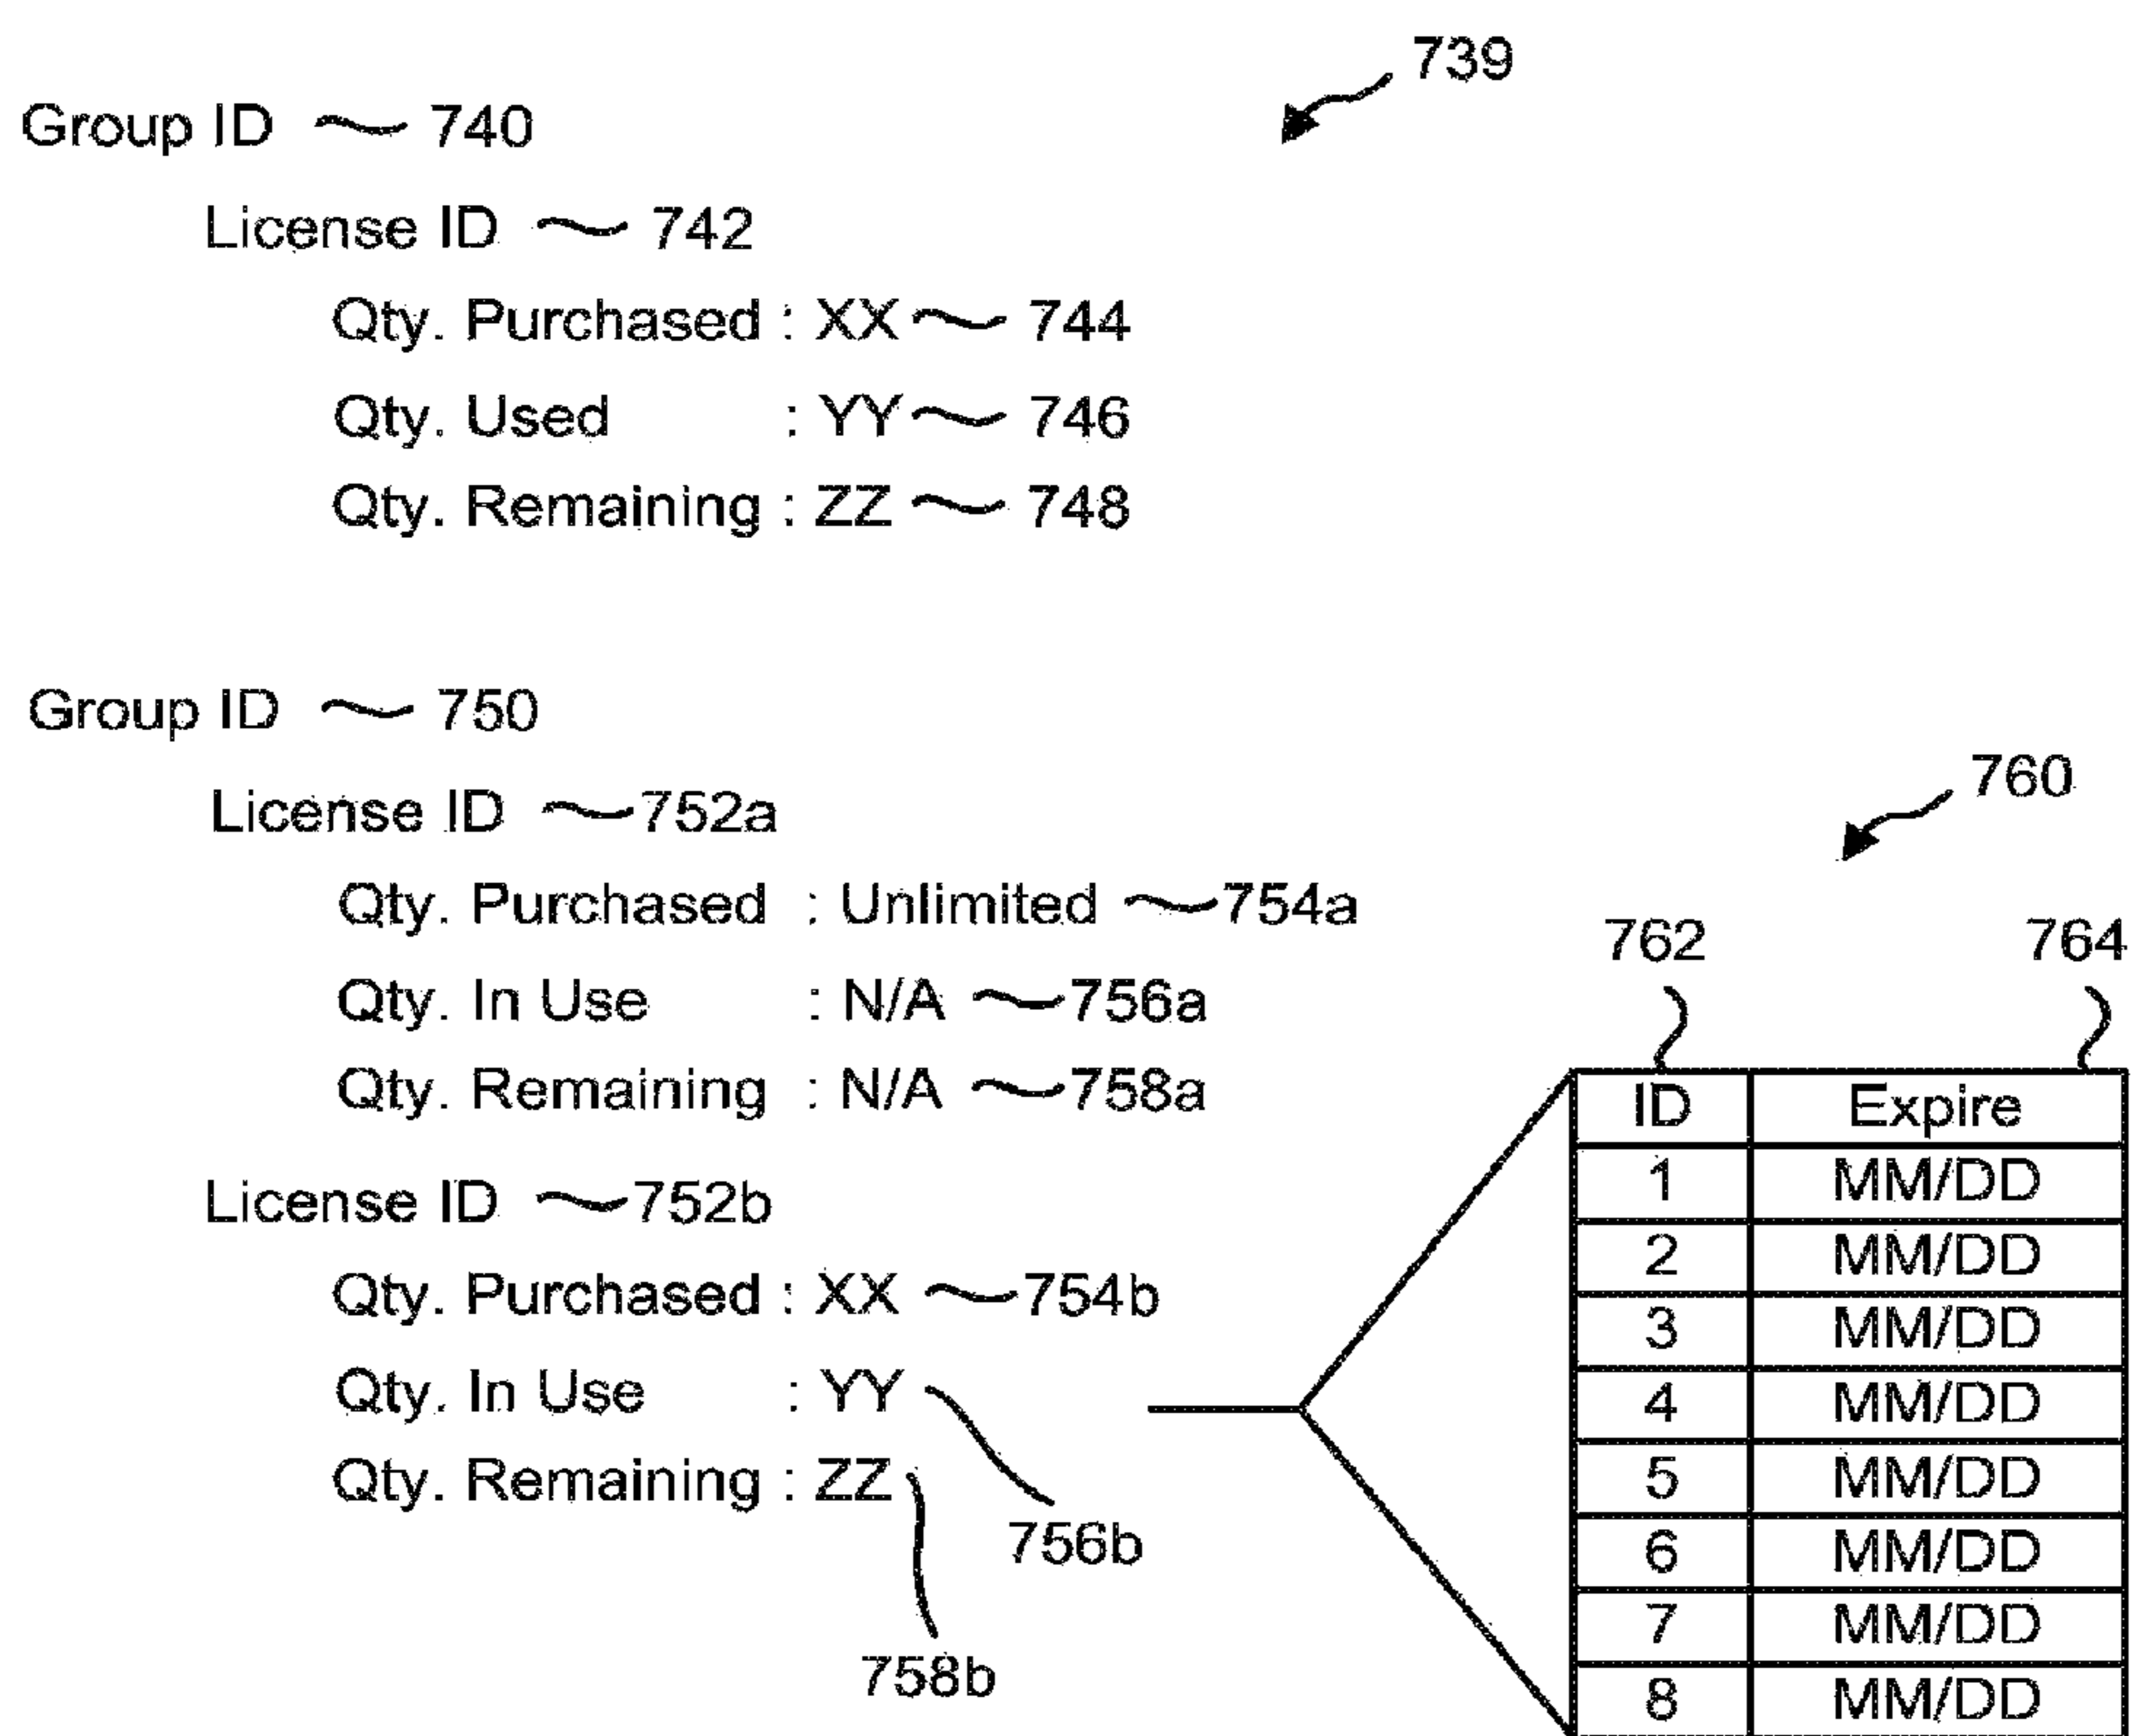 739
Group ID 740
License ID 742
Qty. Purchased : XX 744
Qty. Used : YY 746
Qty. Remaining : ZZ 748
Group ID 750
License ID 752a
Qty. Purchased : Unlimited 754a
Qty. In Use : N/A 756a
Qty. Remaining : N/A 758a
License ID 752b
Qty. Purchased : XX 754b
Qty. In Use : YY
756b
Qty. Remaining : ZZ
758b
760
762 764
ID Expire
1 MM/DD
2 MM/DD
3 MM/DD
4 MM/DD
5 MM/DD
6 MM/DD
7 MM/DD
8 MM/DD